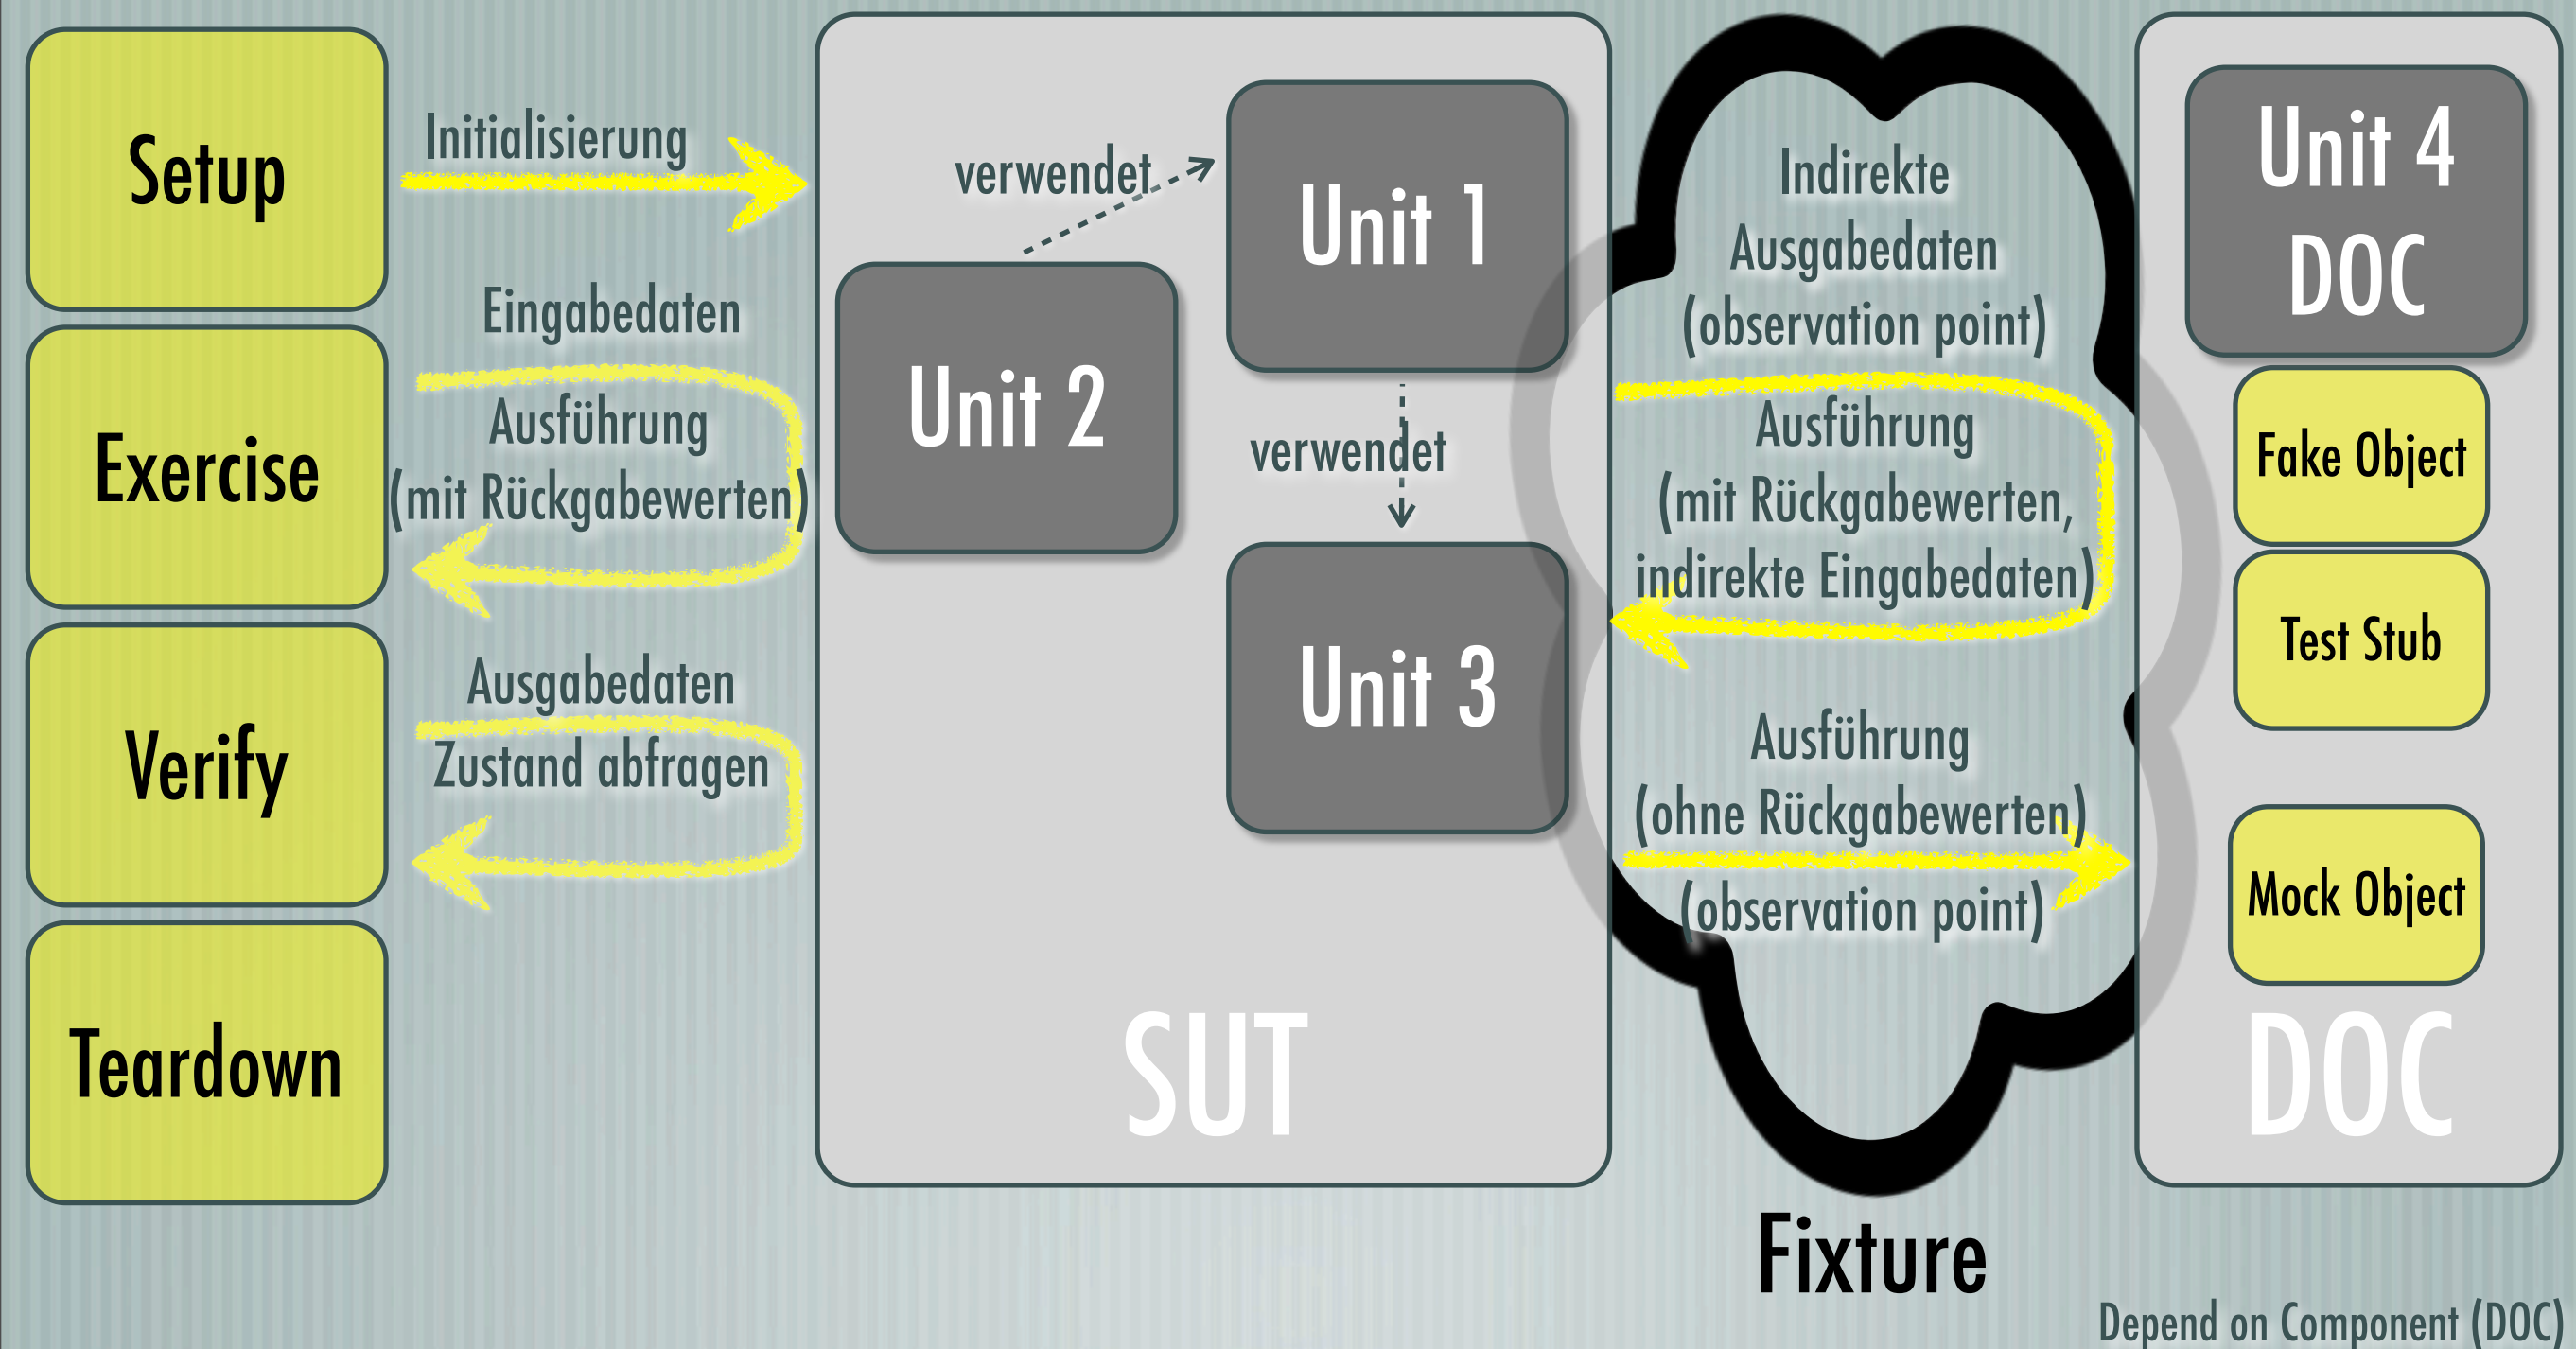 Setup
Initialisierung
Exercise
Eingabedaten
Ausführung
(mit Rückgabewerten)
Verify
Ausgabedaten
Zustand abfragen
Teardown
verwendet
Unit 1
Unit 2
verwendet
Unit 3
SUT
Indirekte
Ausgabedaten
(observation point)
Ausführung
(mit Rückgabewerten,
indirekte Eingabedaten)
Ausführung
(ohne Rückgabewerten)
(observation point)
Fixture
Unit 4
DOC
Fake Object
Test Stub
Mock Object
DOC
Depend on Component (DOC)